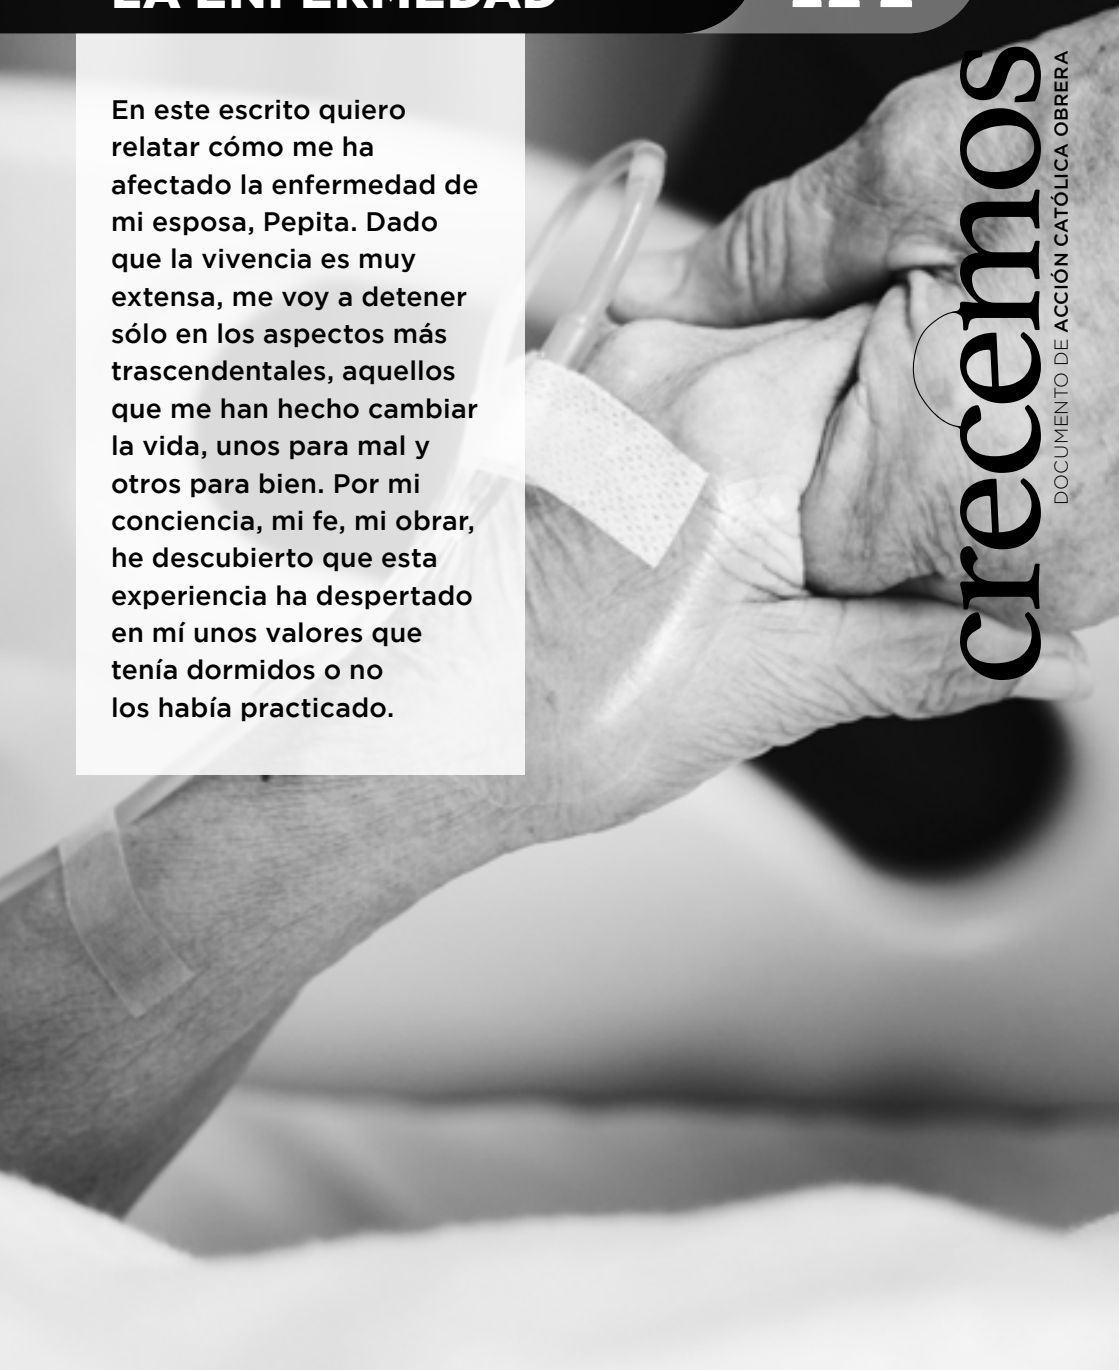 LA ENFERMEDAD
En este escrito quiero
relatar cómo me ha
afectado la enfermedad de
mi esposa, Pepita. Dado
que la vivencia es muy
extensa, me voy a detener
sólo en los aspectos más
trascendentales, aquellos
que me han hecho cambiar
la vida, unos para mal y
otros para bien. Por mi
conciencia, mi fe, mi obrar,
he descubierto que esta
experiencia ha despertado
en mí unos valores que
tenía dormidos o no
los había practicado.
crecemos
DOCUMENTO DE ACCIÓN CATÓLICA OBRERA